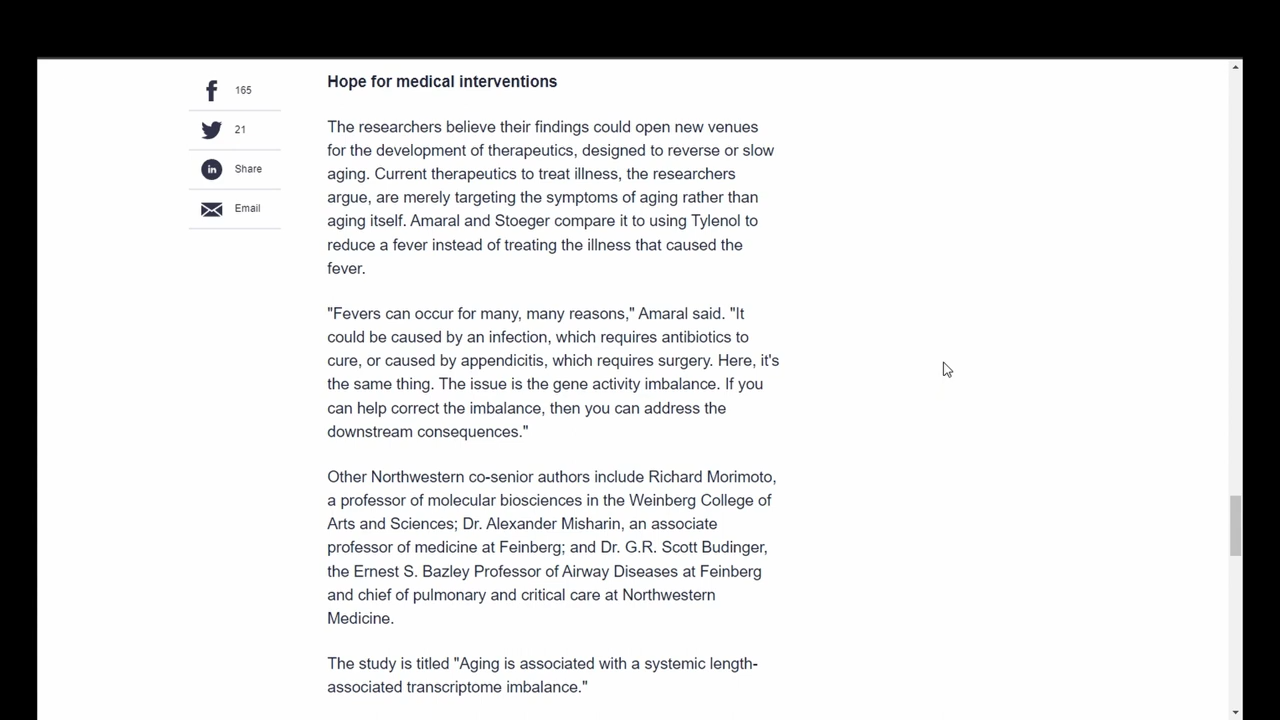 165
21
Share
Email
Hope for medical interventions
The researchers believe their findings could open new venues
for the development of therapeutics, designed to reverse or slow
aging. Current therapeutics to treat illness, the researchers
argue, are merely targeting the symptoms of aging rather than
aging itself. Amaral and Stoeger compare it to using Tylenol to
reduce a fever instead of treating the illness that caused the
fever.
"Fevers can occur for many, many reasons," Amaral said. "It
could be caused by an infection, which requires antibiotics to
cure, or caused by appendicitis, which requires surgery. Here, it's
the same thing. The issue is the gene activity imbalance. If you
can help correct the imbalance, then you can address the
downstream consequences."
Other Northwestern co-senior authors include Richard Morimoto,
a professor of molecular biosciences in the Weinberg College of
Arts and Sciences; Dr. Alexander Misharin, an associate
professor of medicine at Feinberg; and Dr. G.R. Scott Budinger,
the Ernest S. Bazley Professor of Airway Diseases at Feinberg
and chief of pulmonary and critical care at Northwestern
Medicine.
The study is titled "Aging is associated with a systemic length-
associated transcriptome imbalance."